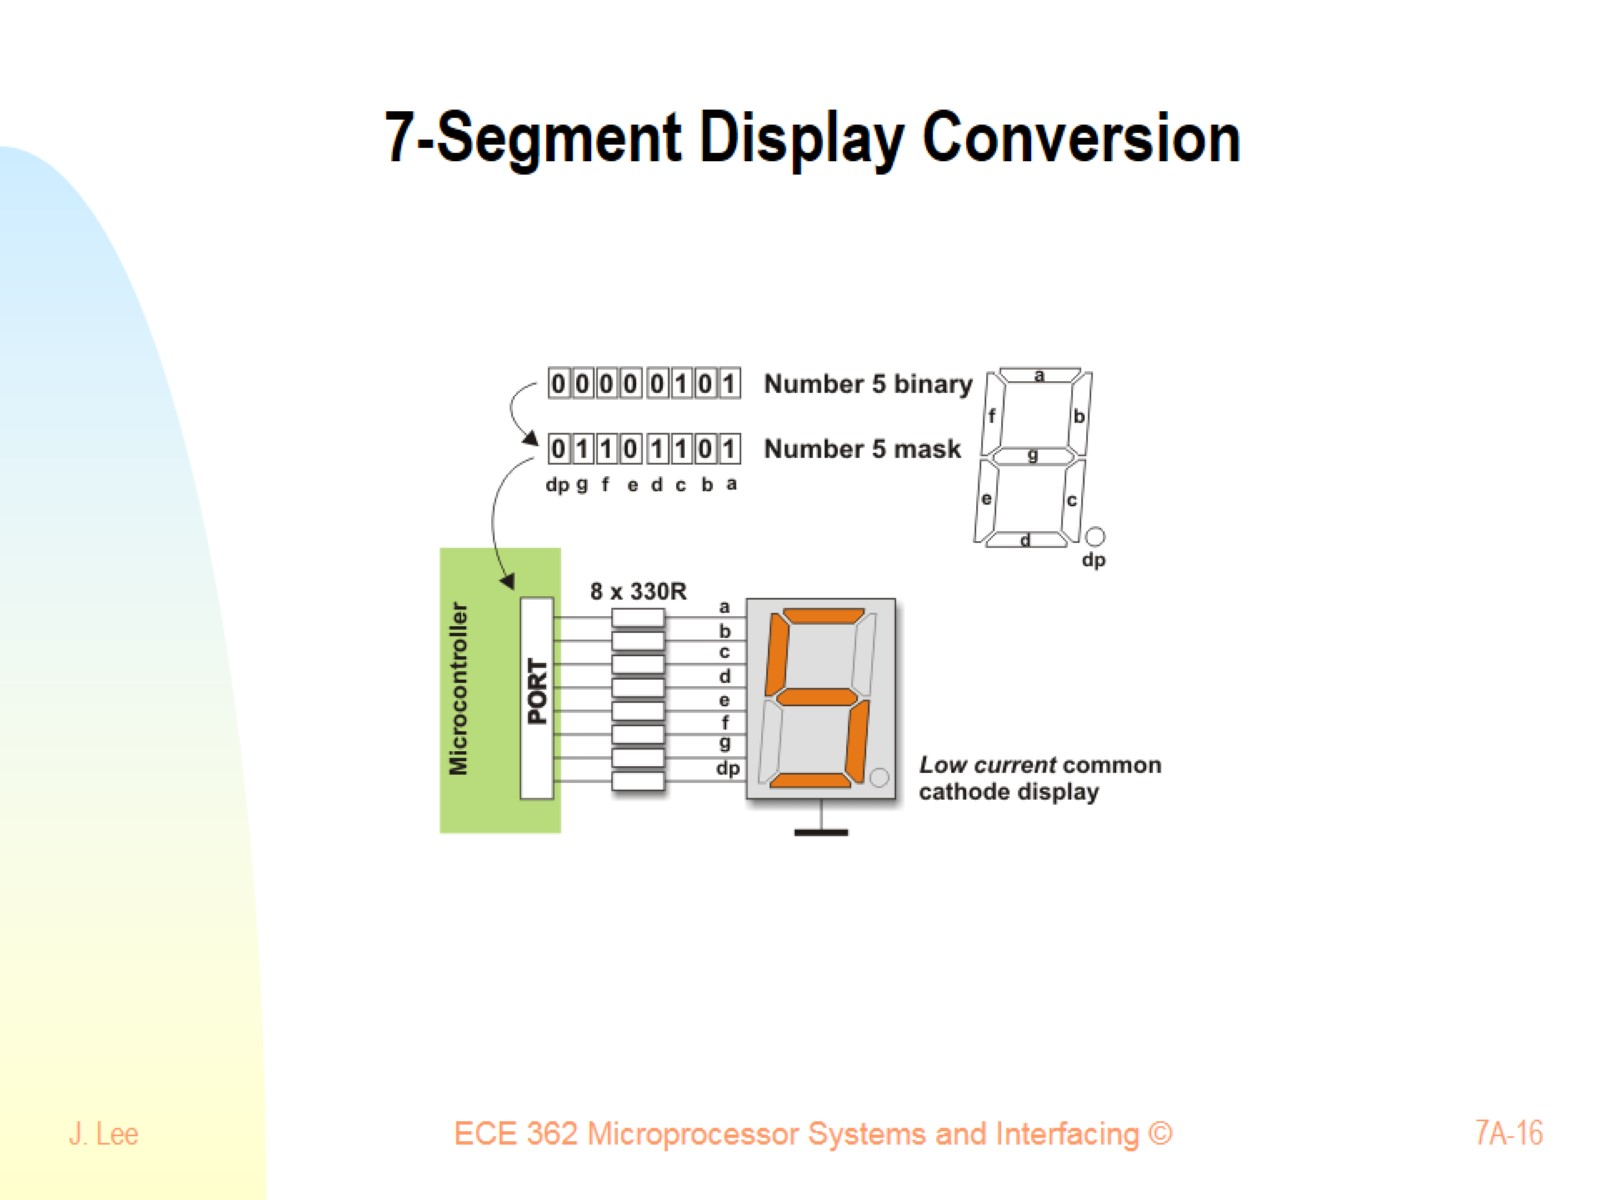 7-Segment Display Conversion
0 0 0 0 0 1 0 1 Number 5 binary
0 1 1 0 1 1 0 1 Number 5 mask
dp g f e d c b a
a
f b
g
e c
d
dp
Microcontroller
PORT
8 x 330R
a
b
c
d
e
f
g
dp
Low current common
cathode display
J. Lee ECE 362 Microprocessor Systems and Interfacing © 7A-16